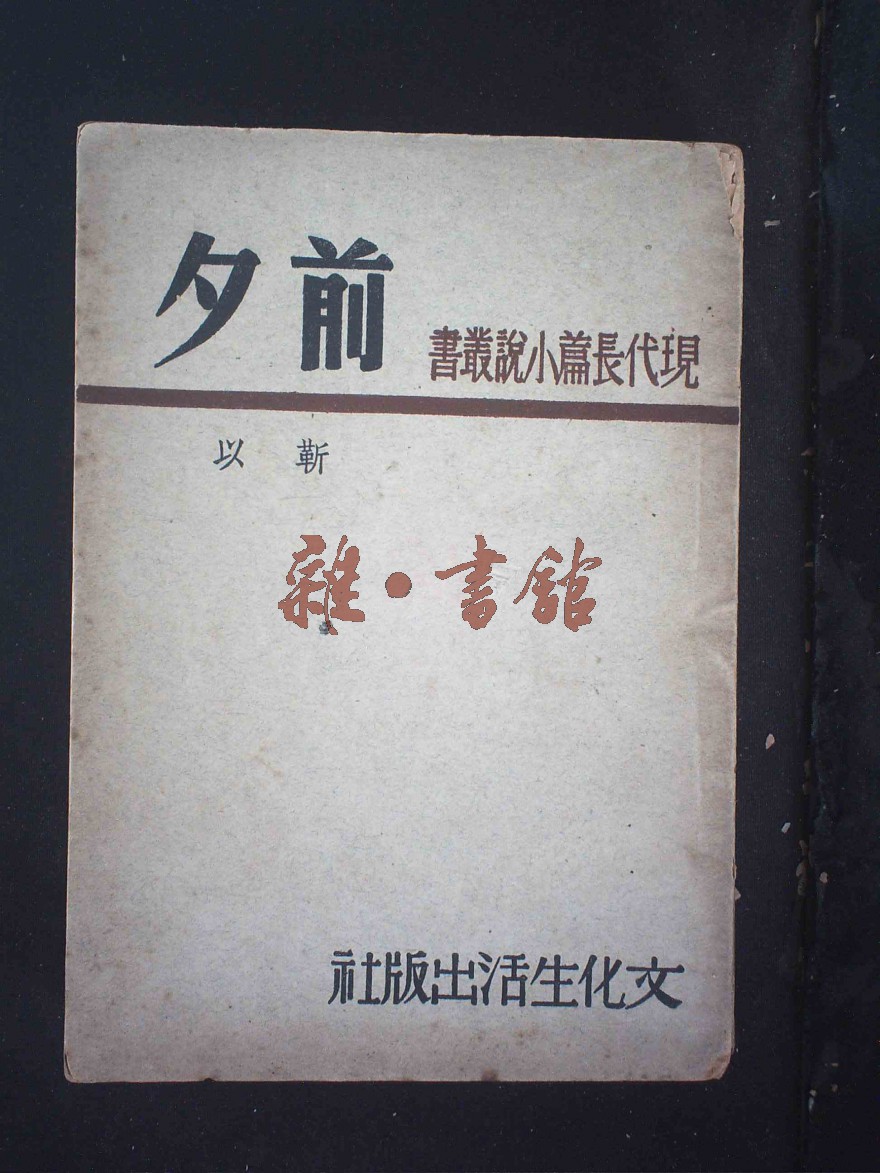 前夕
現代長篇小說叢書
靳以
雜·書館
文化生活出版社